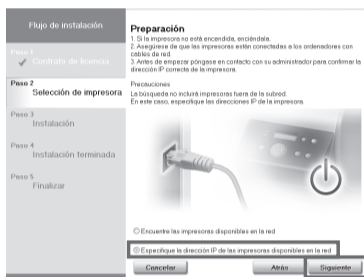 Flujo de instalación
Paso 1
Contrato de licencia
Paso 2
Selección de impresora
Paso 3
Instalación
Paso 4
Instalación terminada
Paso 5
Finalizar
Preparación
1. Si la impresora no está encendida, enciéndala.
2. Asegúrese de que las impresoras están conectadas a los ordenadores con
cables de red.
3. Antes de empezar póngase en contacto con su administrador para confirmar la
dirección IP correcta de la impresora.
Precauciones
La búsqueda no incluirá impresoras fuera de la subred.
En este caso, especifique las direcciones IP de la impresora.
Encuentre las impresoras disponibles en la red
Especifique la dirección IP de las impresoras disponibles en la red
Cancelar
Atrás
Siguiente